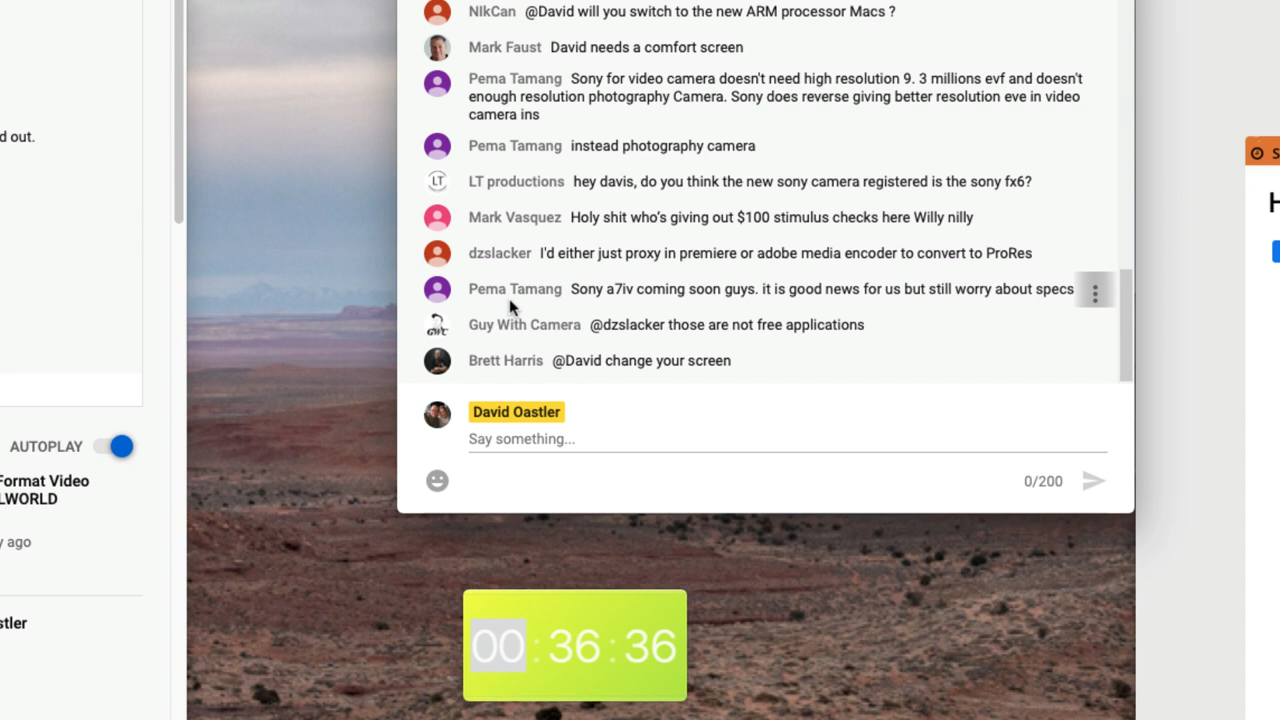 NIkCan @David will you switch to the new ARM processor Macs ?
Mark Faust David needs a comfort screen
Pema Tamang Sony for video camera doesn't need high resolution 9. 3 millions evf and doesn't
enough resolution photography Camera. Sony does reverse giving better resolution eve in video
camera ins
Pema Tamang instead photography camera
LT LT productions hey davis, do you think the new sony camera registered is the sony fx6?
Mark Vasquez Holy shit who's giving out $100 stimulus checks here Willy nilly
dzslacker I'd either just proxy in premiere or adobe media encoder to convert to ProRes
Pema Tamang Sony a7iv coming soon guys. it is good news for us but still worry about specs
GWC Guy With Camera @dzslacker those are not free applications
Brett Harris @David change your screen
David Oastler
Say something...
0/200
d out.
AUTOPLAY
Format Video
LWORLD
y ago
stler
00:36:36
S
H